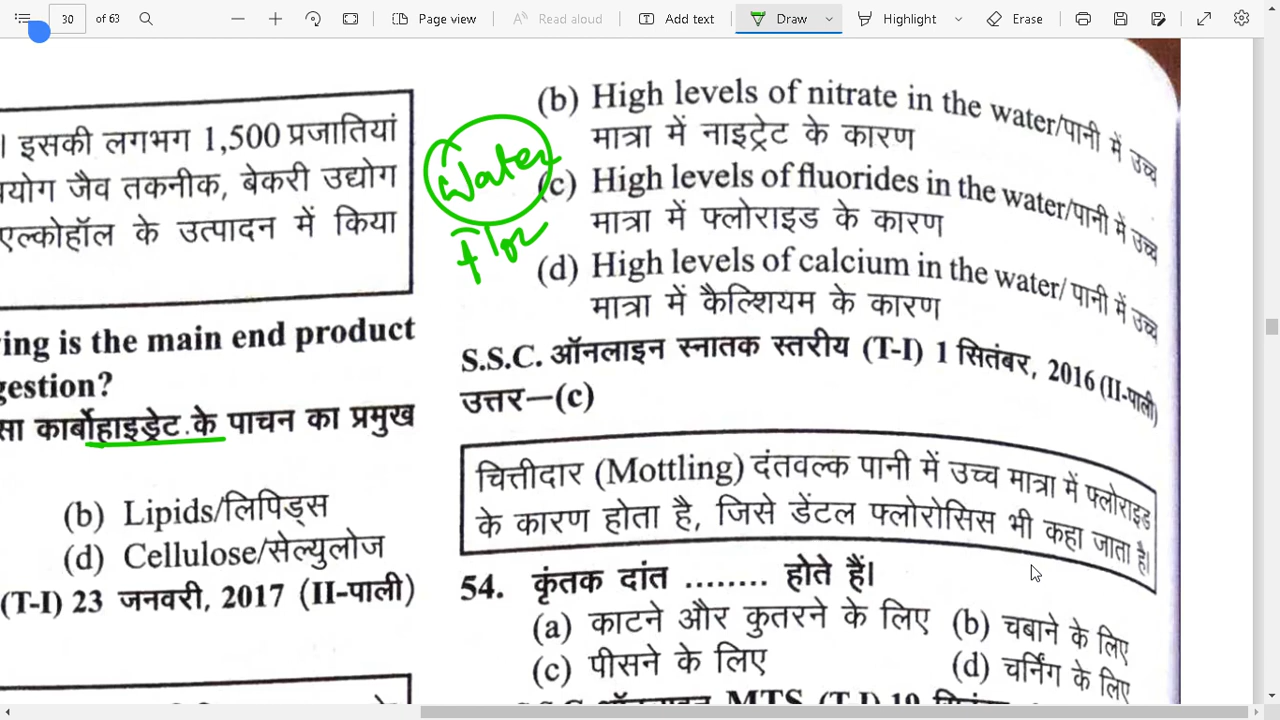 30 of 63 Page view Read aloud Add text Draw Highlight Erase
। इसकी लगभग 1,500 प्रजातियां
योग जैव तकनीक, बेकरी उद्योग
एल्कोहॉल के उत्पादन में किया
ing is the main end product
gestion?
कार्बोहाइड्रेट के पाचन का प्रमुख
(b) Lipids/लिपिड्स
(d) Cellulose/सेल्युलोज
(T-I) 23 जनवरी, 2017 (II-पाली)
Water
Flor
(b) High levels of nitrate in the water/पानी में उच्च
मात्रा में नाइट्रेट के कारण
(c) High levels of fluorides in the water/पानी में उच्च
मात्रा में फ्लोराइड के कारण
(d) High levels of calcium in the water/ पानी में उच्च
मात्रा में कैल्शियम के कारण
S.S.C. ऑनलाइन स्नातक स्तरीय (T-I) 1 सितंबर, 2016 (II-पाली)
उत्तर—(c)
चित्तीदार (Mottling) दंतवल्क पानी में उच्च मात्रा में फ्लोराइड
के कारण होता है, जिसे डेंटल फ्लोरोसिस भी कहा जाता है।
54. कृंतक दांत ........ होते हैं।
(a) काटने और कुतरने के लिए (b) चबाने के लिए
(c) पीसने के लिए (d) चर्निंग के लिए